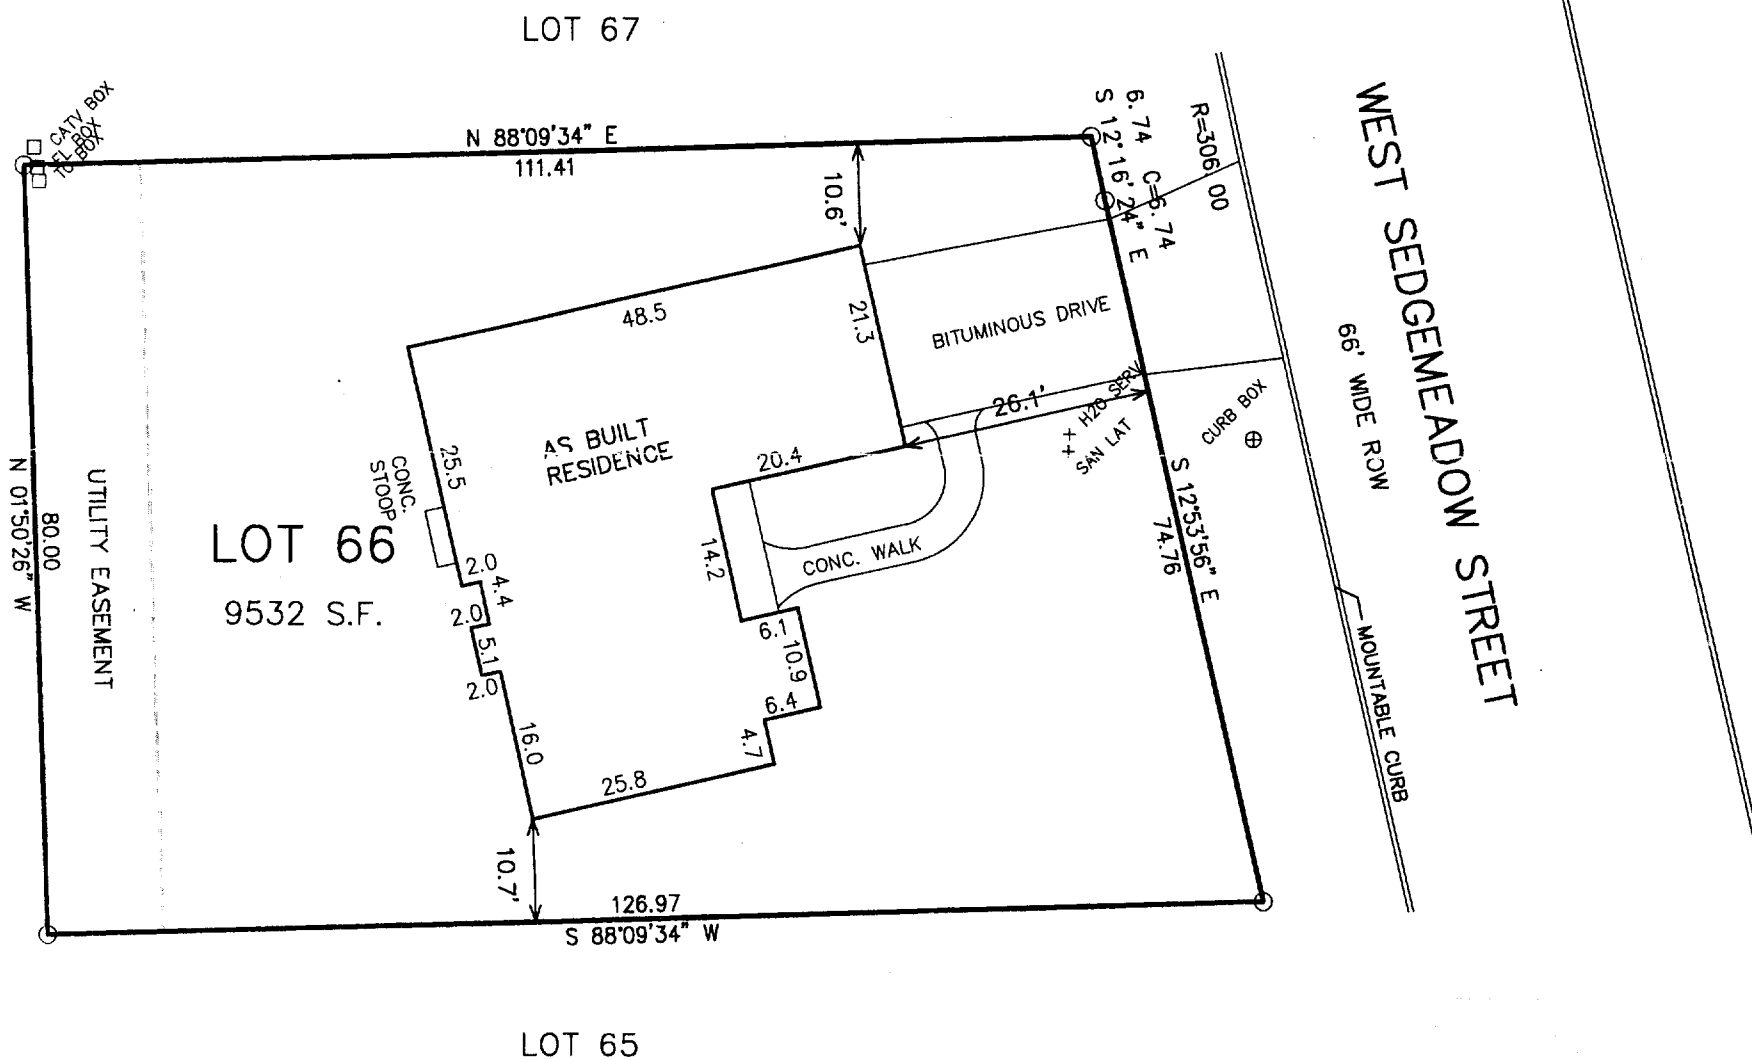 LOT 67
CATV BOX
BOX
BOX
N 88°09'34" E
111.41
6.74 C=6.74
S 12°16'24" E
R=306.00
WEST SEDGEMEADOW STREET
66' WIDE ROW
10.6'
48.5
21.3
BITUMINOUS DRIVE
26.1'
H20 SERV
SAN LAT
CURB BOX
AS BUILT
RESIDENCE
20.4
25.5
CONC.
STOOP
LOT 66
9532 S.F.
UTILITY EASEMENT
80.00
N 01°50'26" W
14.2
CONC. WALK
S 12°53'56" E
74.76
2.0
4.4
2.0
5.1
2.0
6.1
10.9
6.4
4.7
16.0
25.8
MOUNTABLE CURB
10.7'
126.97
S 88°09'34" W
LOT 65